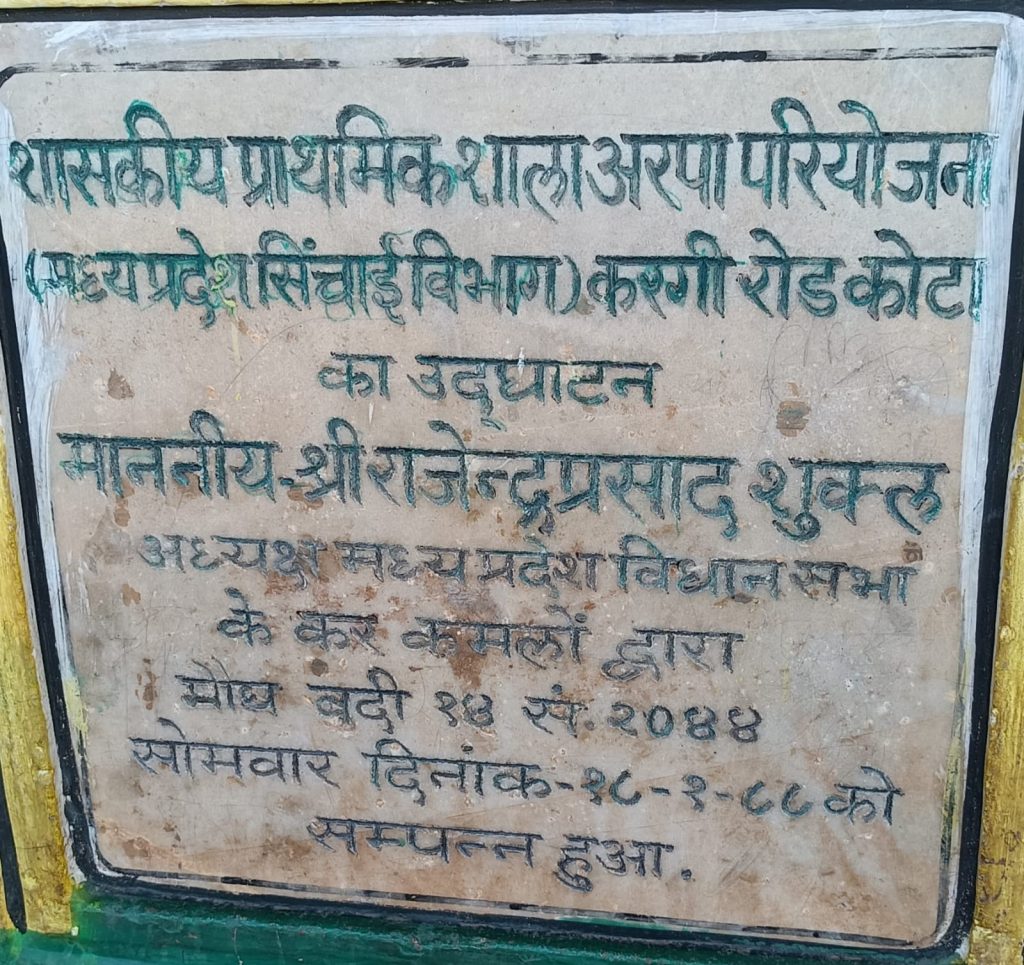 शासकीय प्राथमिक शाला अरपा परियोजना
(मध्य प्रदेश सिंचाई विभाग) करगी रोड कोटा
का उद्घाटन
माननीय-श्री राजेन्द्र प्रसाद शुक्ल
अध्यक्ष मध्य प्रदेश विधान सभा
के कर कमलों द्वारा
मौघ वदी १४ सं. २०४४
सोमवार दिनांक-१८-१-८८ को
सम्पन्न हुआ.